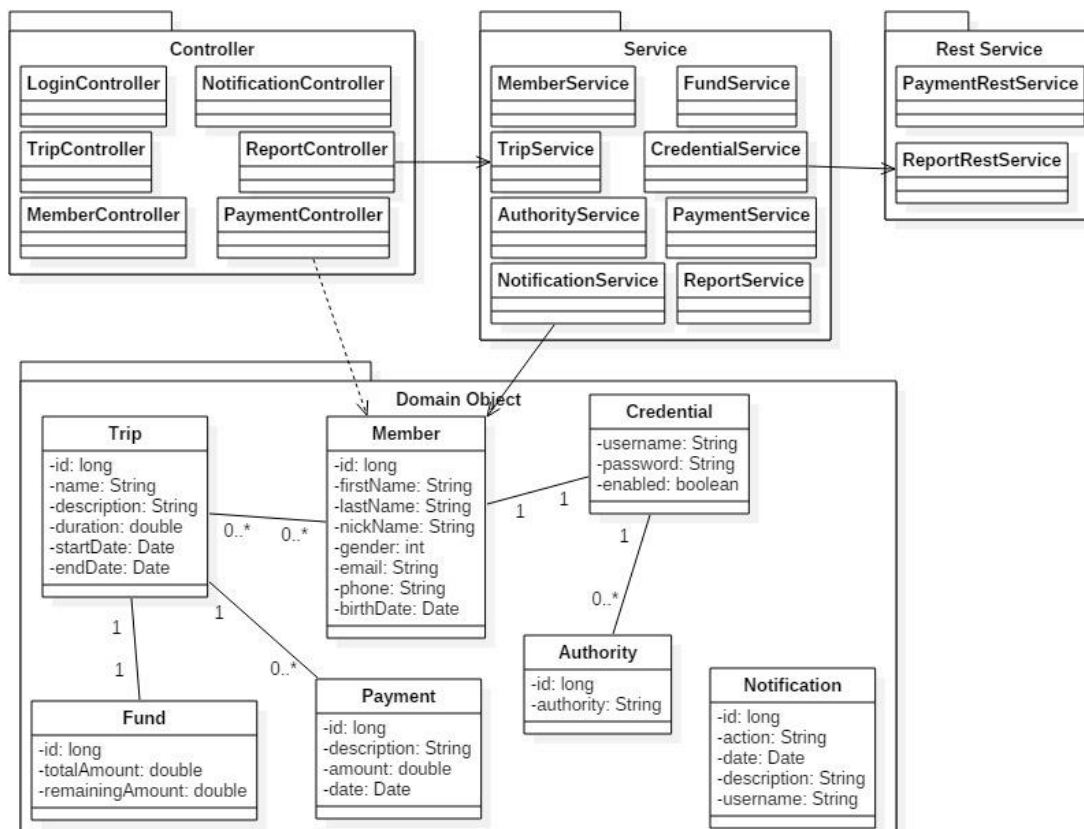 Controller
LoginController
NotificationController
TripController
ReportController
MemberController
PaymentController
Service
MemberService
FundService
TripService
CredentialService
AuthorityService
PaymentService
NotificationService
ReportService
Rest Service
PaymentRestService
ReportRestService
Domain Object
Trip
-id: long
-name: String
-description: String
-duration: double
-startDate: Date
-endDate: Date
Member
-id: long
-firstName: String
-lastName: String
-nickName: String
-gender: int
-email: String
-phone: String
-birthDate: Date
Credential
-username: String
-password: String
-enabled: boolean
0..*
0..*
1
1
1
0..*
1
1
1
0..*
Fund
-id: long
-totalAmount: double
-remainingAmount: double
Payment
-id: long
-description: String
-amount: double
-date: Date
Authority
-id: long
-authority: String
Notification
-id: long
-action: String
-date: Date
-description: String
-username: String